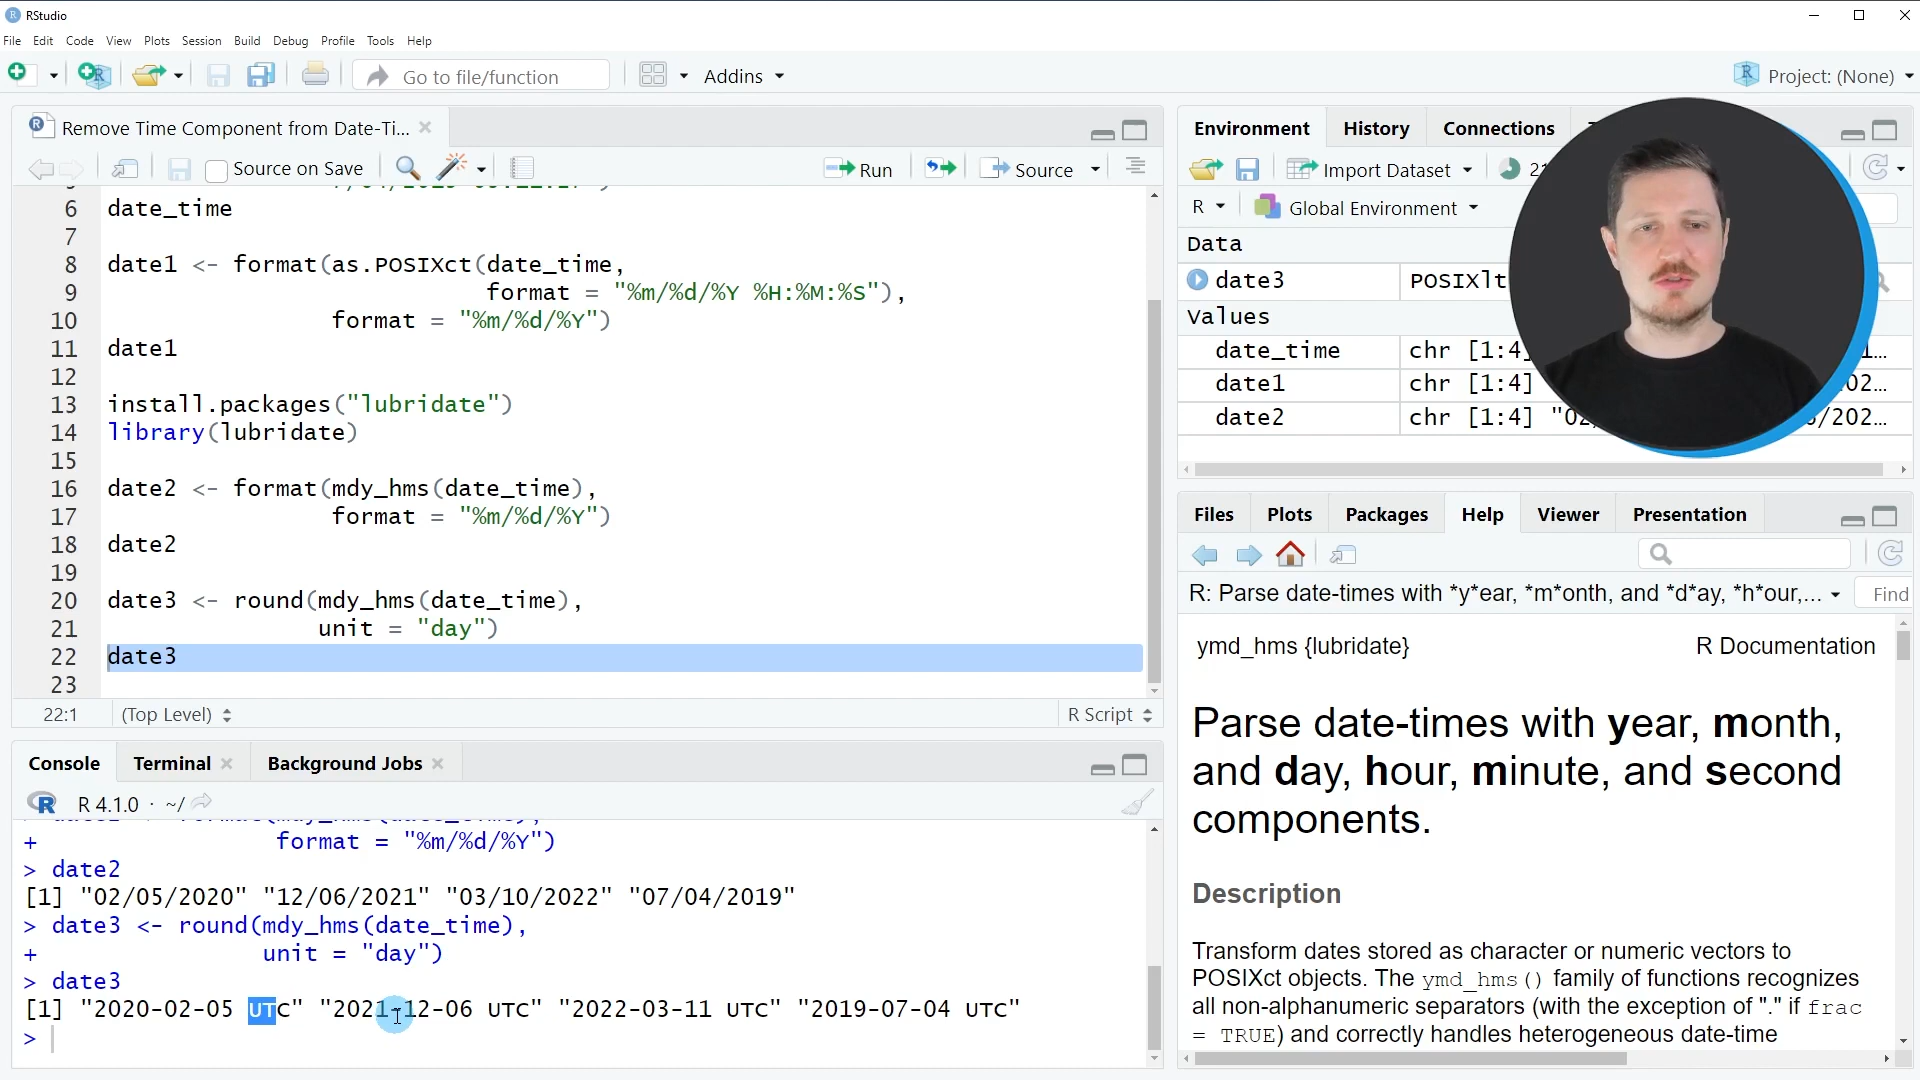 RStudio
File Edit Code View Plots Session Build Debug Profile Tools Help
Go to file/function Addins Project: (None)
Remove Time Component from Date-Ti...
Source on Save Run Source
6 date_time
7
8 date1 <- format(as.POSIXct(date_time,
9 format = "%m/%d/%Y %H:%M:%S"),
10 format = "%m/%d/%Y")
11 date1
12
13 install.packages("lubridate")
14 library(lubridate)
15
16 date2 <- format(mdy_hms(date_time),
17 format = "%m/%d/%Y")
18 date2
19
20 date3 <- round(mdy_hms(date_time),
21 unit = "day")
22 date3
23
22:1 (Top Level) R Script
Console Terminal Background Jobs
R 4.1.0 · ~/
+ format = "%m/%d/%Y")
> date2
[1] "02/05/2020" "12/06/2021" "03/10/2022" "07/04/2019"
> date3 <- round(mdy_hms(date_time),
+ unit = "day")
> date3
[1] "2020-02-05 UTC" "2021-12-06 UTC" "2022-03-11 UTC" "2019-07-04 UTC"
>
Environment History Connections
Import Dataset
R Global Environment
Data
date3 POSIXlt
Values
date_time chr [1:4]
date1 chr [1:4]
date2 chr [1:4]
Files Plots Packages Help Viewer Presentation
R: Parse date-times with *y*ear, *m*onth, and *d*ay, *h*our,... Find
ymd_hms {lubridate} R Documentation
Parse date-times with year, month,
and day, hour, minute, and second
components.
Description
Transform dates stored as character or numeric vectors to
POSIXct objects. The ymd_hms() family of functions recognizes
all non-alphanumeric separators (with the exception of "." if frac
= TRUE) and correctly handles heterogeneous date-time